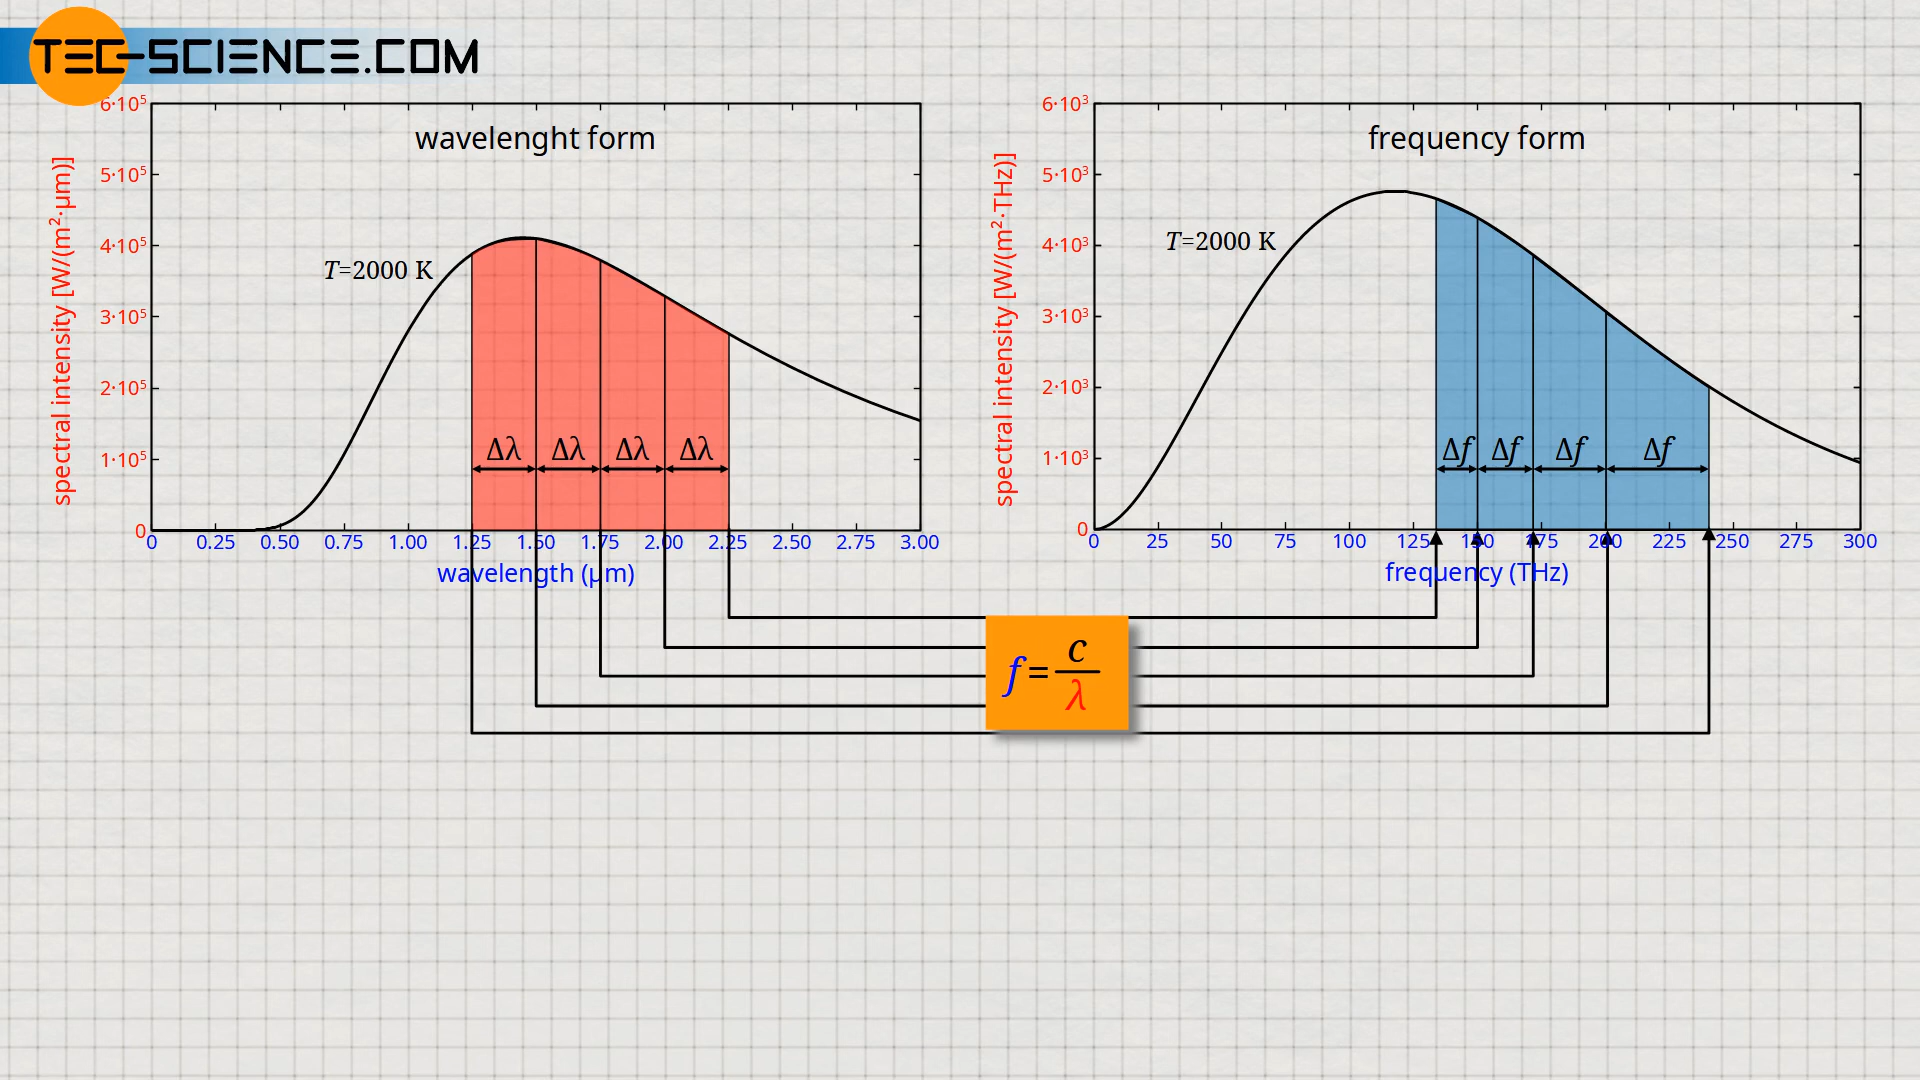 TEC-SCIENCE.COM
wavelenght form
spectral intensity [W/(m²·µm)]
6·10⁵
5·10⁵
4·10⁵
3·10⁵
2·10⁵
1·10⁵
0
T=2000 K
Δλ Δλ Δλ Δλ
0 0.25 0.50 0.75 1.00 1.25 1.50 1.75 2.00 2.25 2.50 2.75 3.00
wavelength (µm)
frequency form
spectral intensity [W/(m²·THz)]
6·10³
5·10³
4·10³
3·10³
2·10³
1·10³
0
T=2000 K
Δf Δf Δf Δf
0 25 50 75 100 125 150 175 200 225 250 275 300
frequency (THz)
f = c/λ